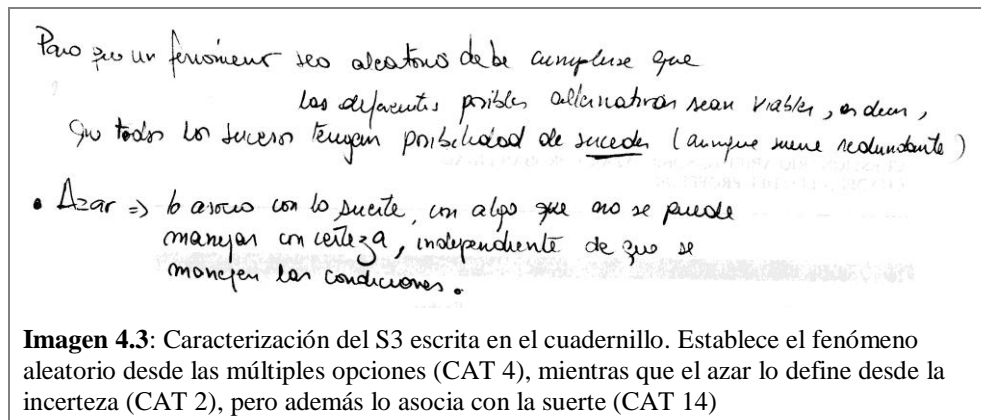 Para que un fenómeno sea aleatorio debe cumplirse que
las diferentes posibles alternativas sean viables, es decir,
que todos los sucesos tengan posibilidad de suceder (aunque suene redundante)
• Azar => lo asocio con la suerte, con algo que no se puede
manejar con certeza, independiente de que se
manejen las condiciones.
Imagen 4.3: Caracterización del S3 escrita en el cuadernillo. Establece el fenómeno
aleatorio desde las múltiples opciones (CAT 4), mientras que el azar lo define desde la
incerteza (CAT 2), pero además lo asocia con la suerte (CAT 14)